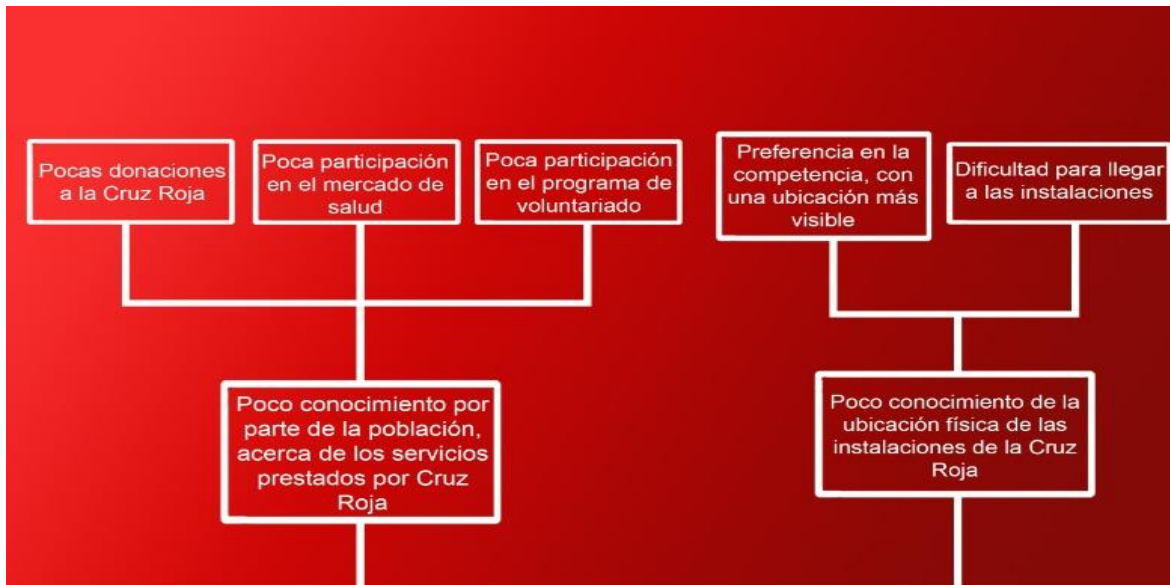 Pocas donaciones
a la Cruz Roja
Poca participación
en el mercado de
salud
Poca participación
en el programa de
voluntariado
Preferencia en la
competencia, con
una ubicación más
visible
Dificultad para llegar
a las instalaciones
Poco conocimiento por
parte de la población,
acerca de los servicios
prestados por Cruz
Roja
Poco conocimiento de la
ubicación física de las
instalaciones de la Cruz
Roja